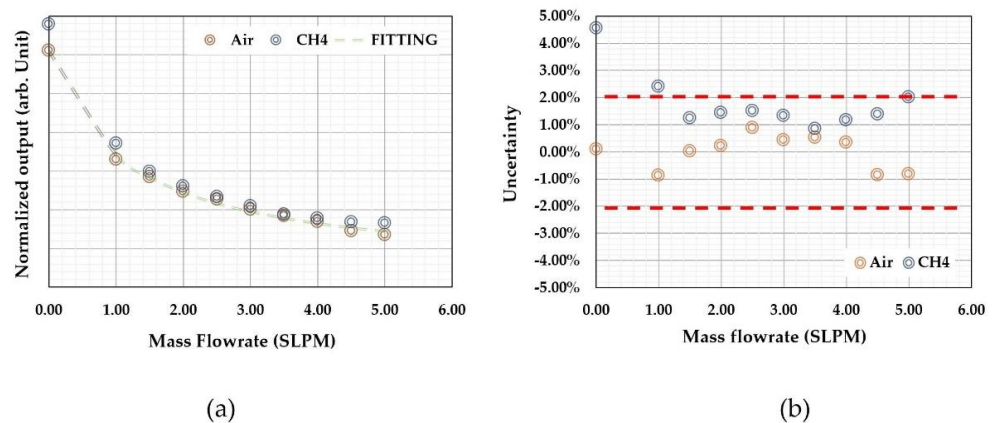 Normalized output (arb. Unit)
Air CH4 FITTING
0.00 1.00 2.00 3.00 4.00 5.00 6.00
Mass Flowrate (SLPM)
(a)
Uncertainty
5.00%
4.00%
3.00%
2.00%
1.00%
0.00%
-1.00%
-2.00%
-3.00%
-4.00%
-5.00%
Air CH4
0.00 1.00 2.00 3.00 4.00 5.00 6.00
Mass flowrate (SLPM)
(b)